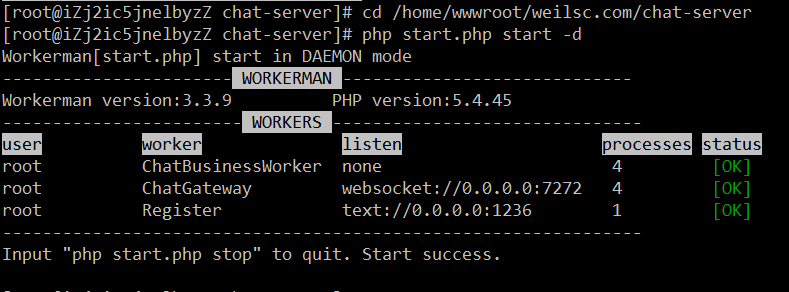 [root@iZj2ic5jnelbyzZ chat-server]# cd /home/wwwroot/weilsc.com/chat-server
[root@iZj2ic5jnelbyzZ chat-server]# php start.php start -d
Workerman[start.php] start in DAEMON mode
----------------------- WORKERMAN -----------------------------
Workerman version:3.3.9          PHP version:5.4.45
------------------------ WORKERS -------------------------------
user          worker              listen                    processes status
root          ChatBusinessWorker  none                       4         [OK]
root          ChatGateway         websocket://0.0.0.0:7272   4         [OK]
root          Register            text://0.0.0.0:1236        1         [OK]
----------------------------------------------------------------
Input "php start.php stop" to quit. Start success.